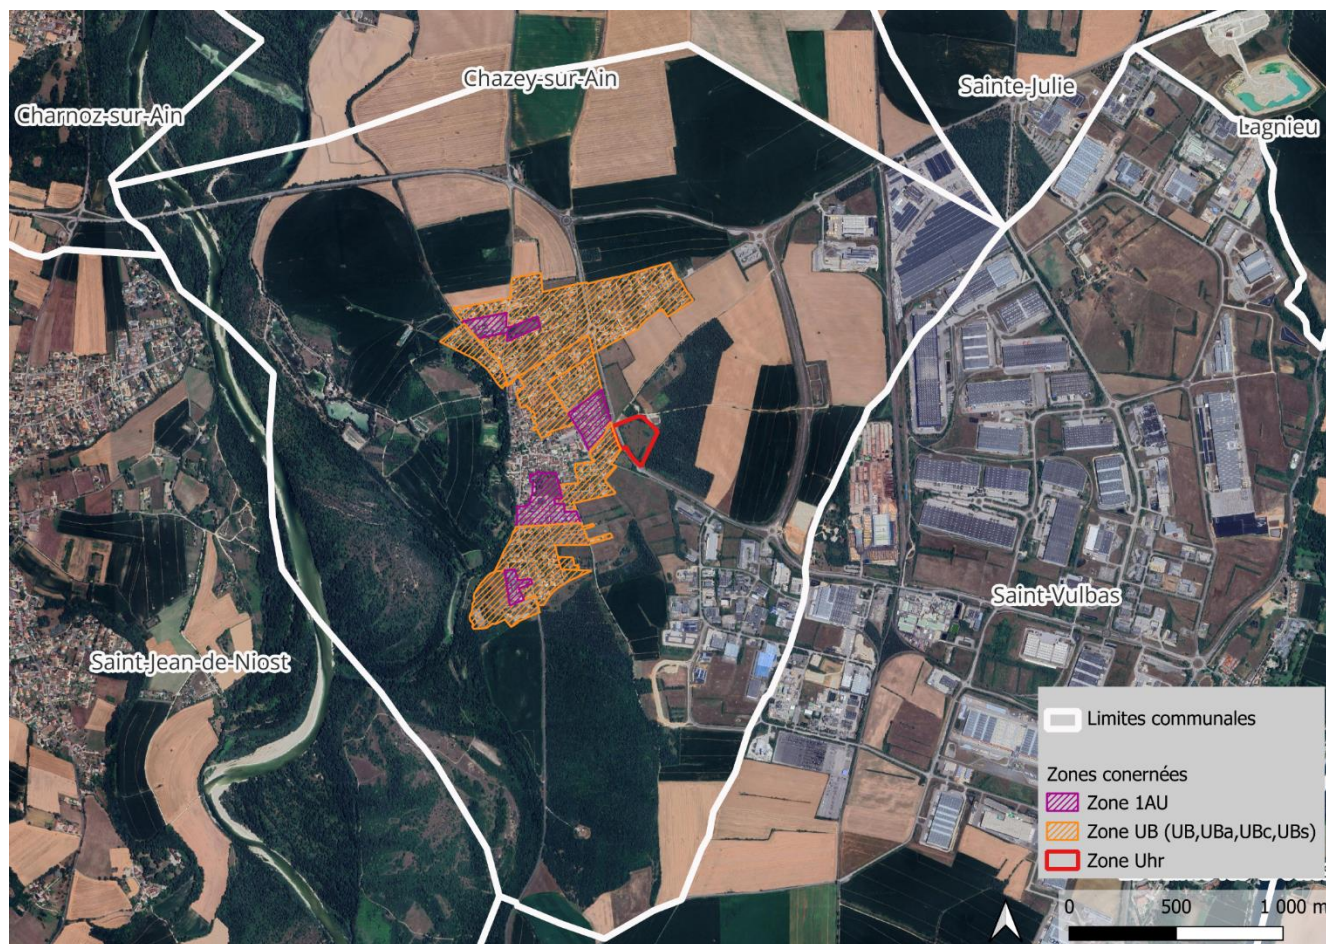 Chazey-sur-Ain
Sainte-Julie
Charnoz-sur-Ain
Lagnieu
Saint-Vulbas
Saint-Jean-de-Niost
Limites communales
Zones conernées
Zone 1AU
Zone UB (UB,UBa,UBc,UBs)
Zone Uhr
0 500 1 000 m